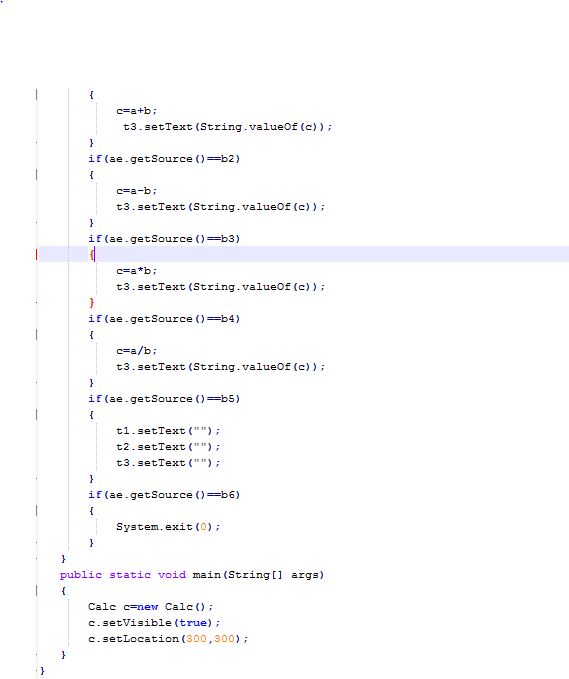 {
c=a+b;
t3.setText(String.valueOf(c));
}
if(ae.getSource()==b2)
{
c=a-b;
t3.setText(String.valueOf(c));
}
if(ae.getSource()==b3)
{
c=a*b;
t3.setText(String.valueOf(c));
}
if(ae.getSource()==b4)
{
c=a/b;
t3.setText(String.valueOf(c));
}
if(ae.getSource()==b5)
{
t1.setText("");
t2.setText("");
t3.setText("");
}
if(ae.getSource()==b6)
{
System.exit(0);
}
}
public static void main(String[] args)
{
Calc c=new Calc();
c.setVisible(true);
c.setLocation(300,300);
}
}